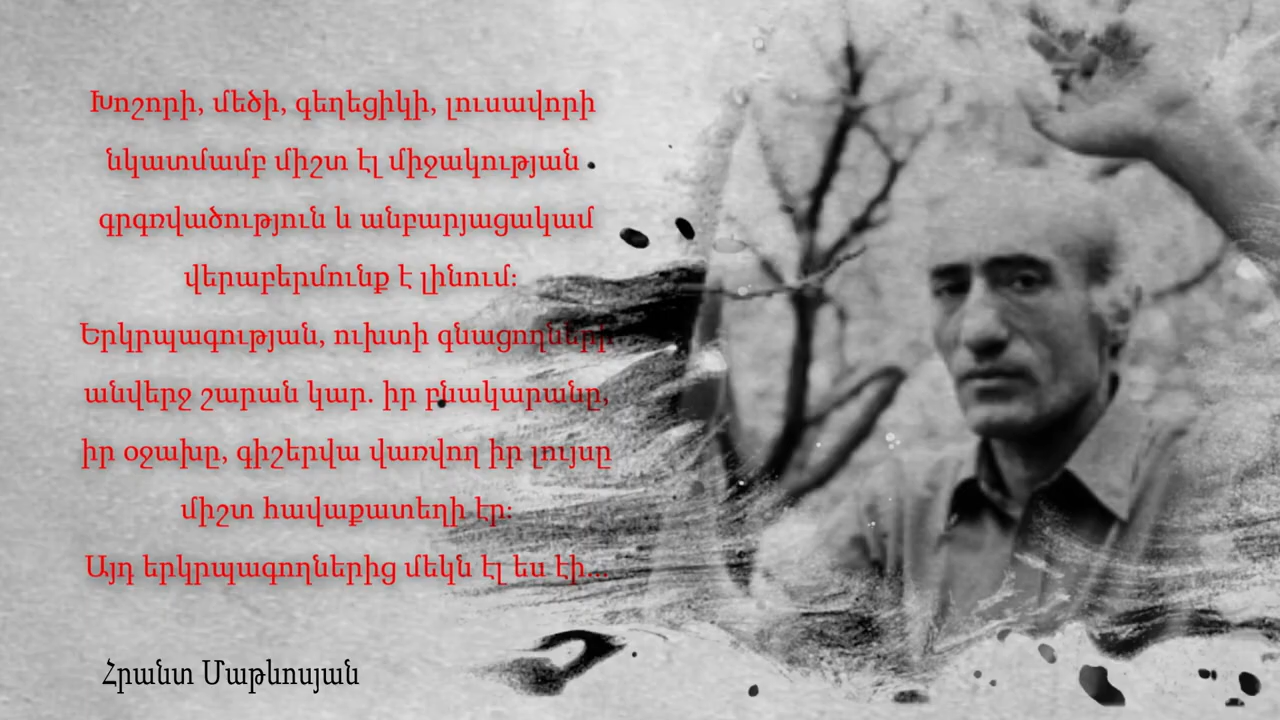 Խոշորի, մեծի, գեղեցիկի, լուսավորի
նկատմամբ միշտ էլ միջակության
գրգռվածություն և անբարյացակամ
վերաբերմունք է լինում։
Երկրպագության, ուխտի գնացողների
անվերջ շարան կար. իր բնակարանը,
իր օջախը, գիշերվա վառվող իր լույսը
միշտ հավաքատեղի էր։
Այդ երկրպագողներից մեկն էլ ես էի...
Հրանտ Մաթևոսյան